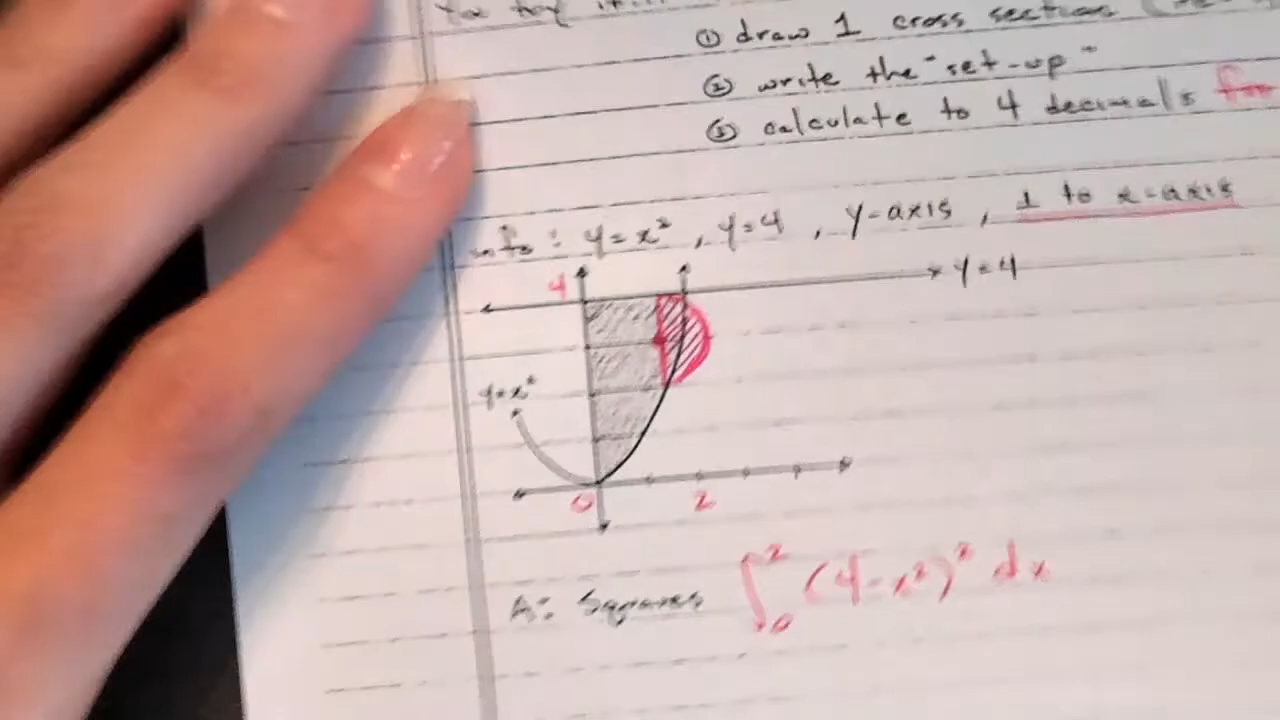 ① draw 1 cross section
② write the "set-up"
③ calculate to 4 decimals
info: y=x², y=4, y-axis, ⊥ to x-axis
4
y=4
y=x²
0
2
A: Squares ∫₀² (4-x²)² dx